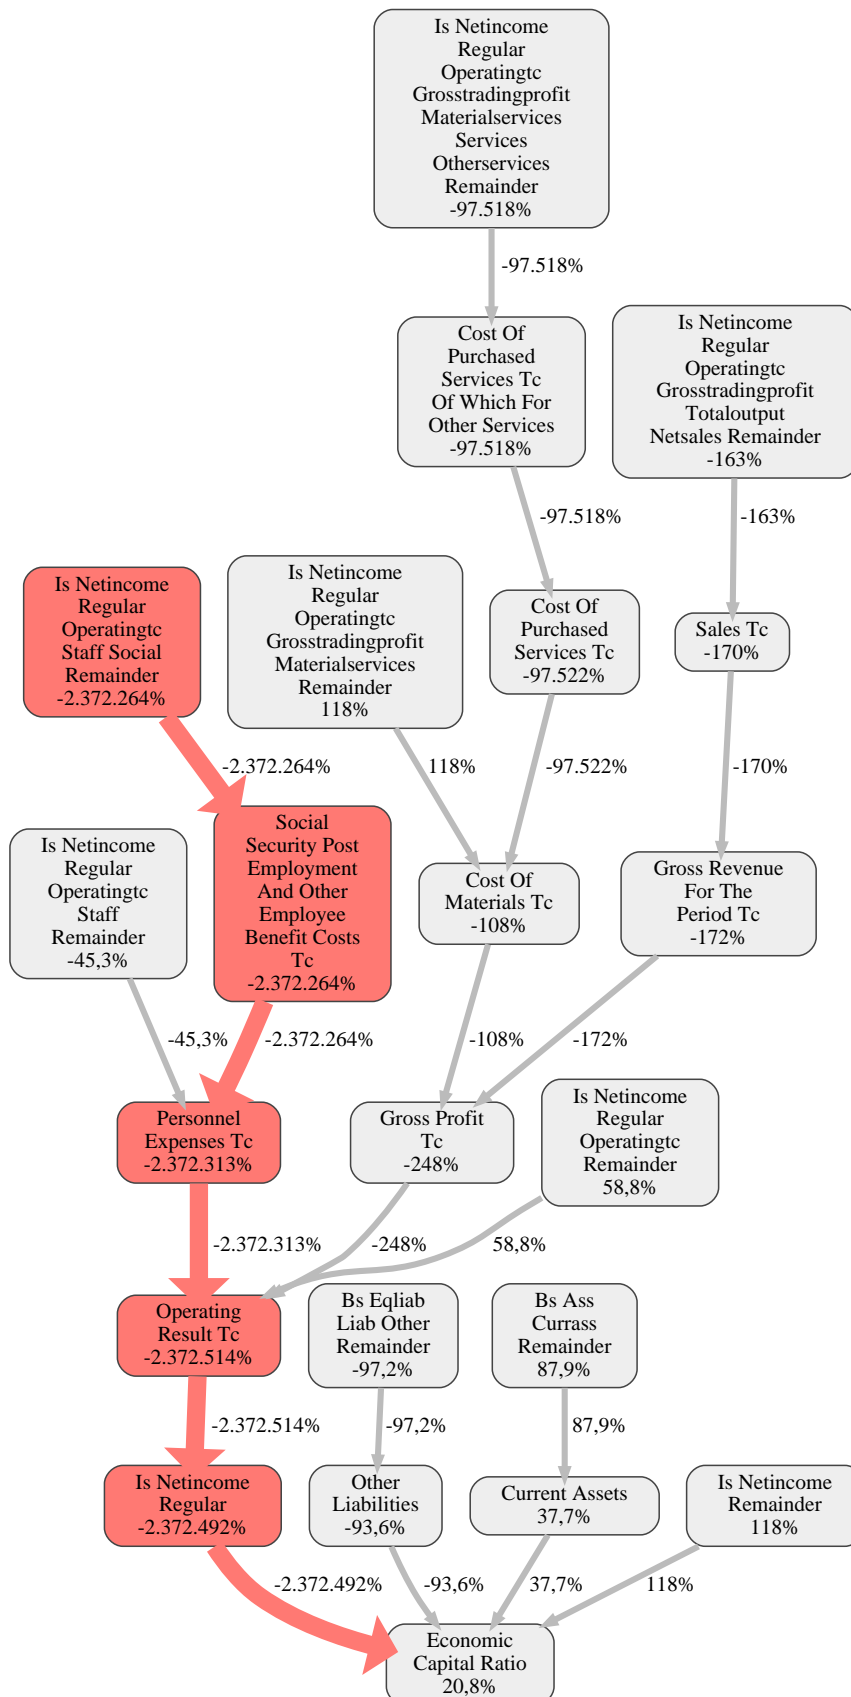 Is Netincome
Regular
Operatingtc
Grosstradingprofit
Materialservices
Services
Otherservices
Remainder
-97.518%
-97.518%
Cost Of
Purchased
Services Tc
Of Which For
Other Services
-97.518%
Is Netincome
Regular
Operatingtc
Grosstradingprofit
Totaloutput
Netsales Remainder
-163%
-97.518%
-163%
Is Netincome
Regular
Operatingtc
Staff Social
Remainder
-2.372.264%
Is Netincome
Regular
Operatingtc
Grosstradingprofit
Materialservices
Remainder
118%
Cost Of
Purchased
Services Tc
-97.522%
Sales Tc
-170%
-2.372.264%
118%
-97.522%
-170%
Is Netincome
Regular
Operatingtc
Staff
Remainder
-45,3%
Social
Security Post
Employment
And Other
Employee
Benefit Costs
Tc
-2.372.264%
Cost Of
Materials Tc
-108%
Gross Revenue
For The
Period Tc
-172%
-45,3%
-2.372.264%
-108%
-172%
Personnel
Expenses Tc
-2.372.313%
Gross Profit
Tc
-248%
Is Netincome
Regular
Operatingtc
Remainder
58,8%
-2.372.313%
-248%
58,8%
Operating
Result Tc
-2.372.514%
Bs Eqliab
Liab Other
Remainder
-97,2%
Bs Ass
Currass
Remainder
87,9%
-2.372.514%
-97,2%
87,9%
Is Netincome
Regular
-2.372.492%
Other
Liabilities
-93,6%
Current Assets
37,7%
Is Netincome
Remainder
118%
-2.372.492%
-93,6%
37,7%
118%
Economic
Capital Ratio
20,8%